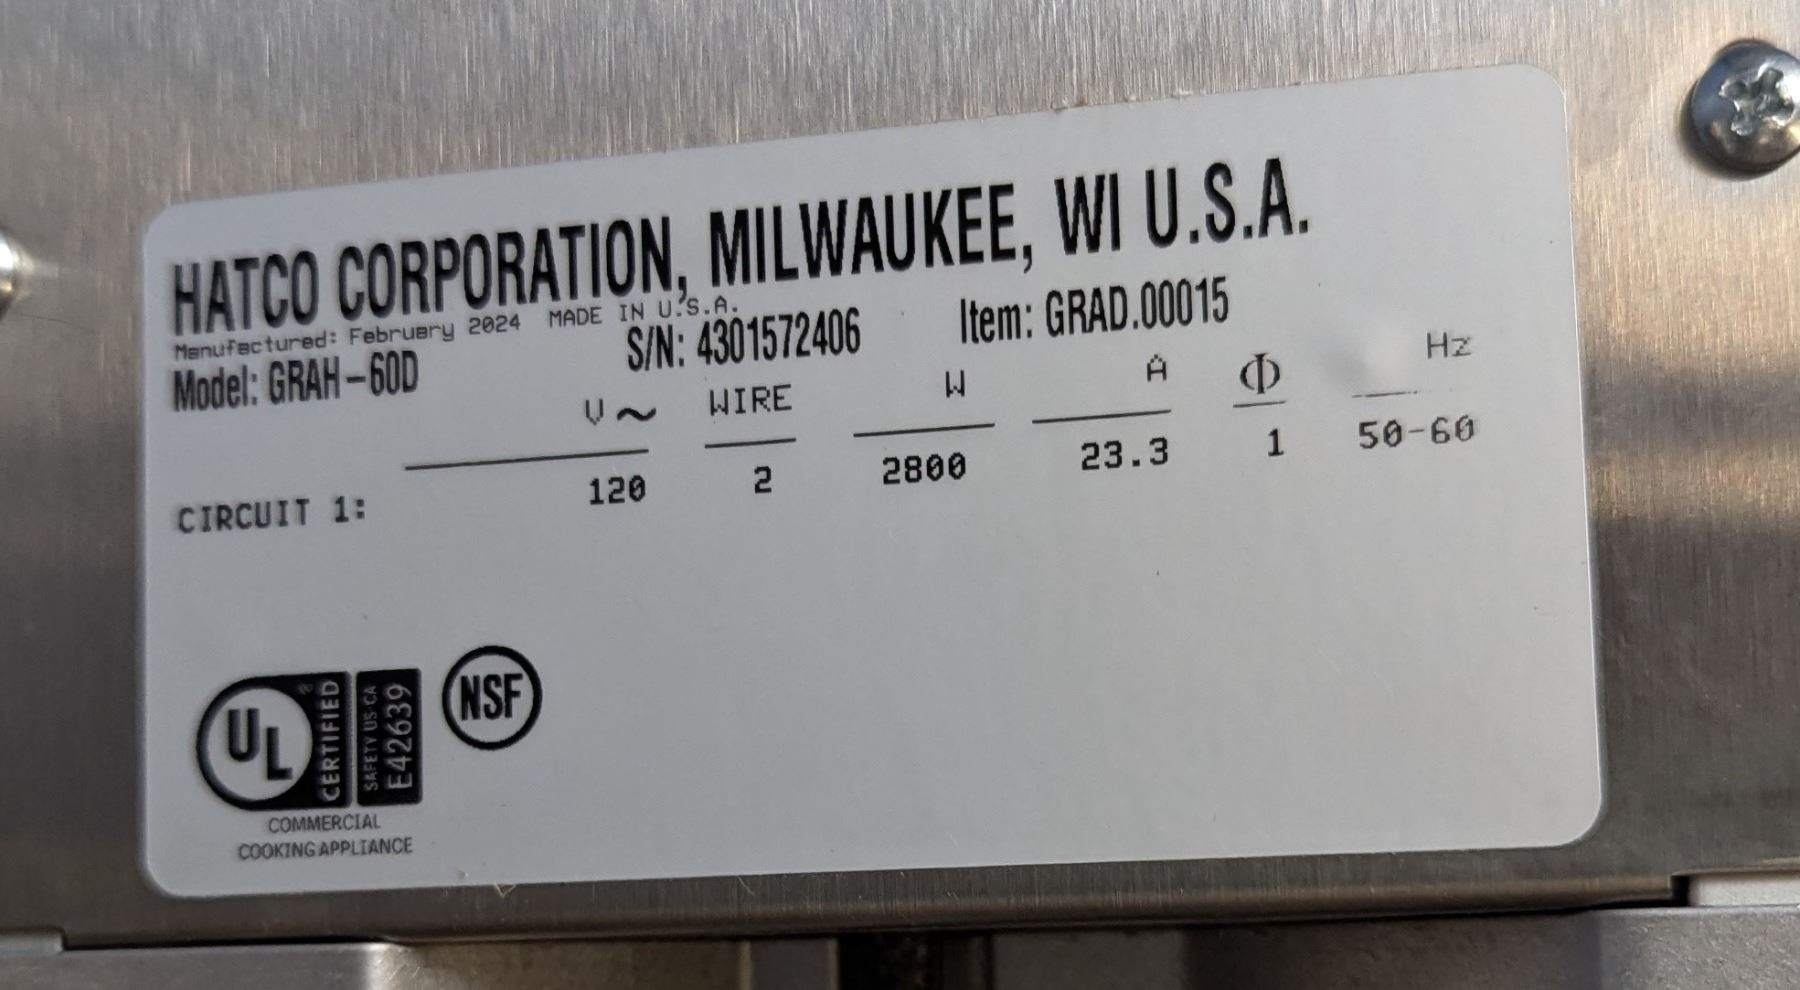 HATCO CORPORATION, MILWAUKEE, WI U.S.A.
Manufactured: February 2024 MADE IN U.S.A.
Model: GRAH-60D S/N: 4301572406 Item: GRAD.00015
V~ WIRE W A Φ Hz
CIRCUIT 1: 120 2 2800 23.3 1 50-60
UL ® CERTIFIED SAFETY US·CA E42639 NSF
COMMERCIAL
COOKING APPLIANCE